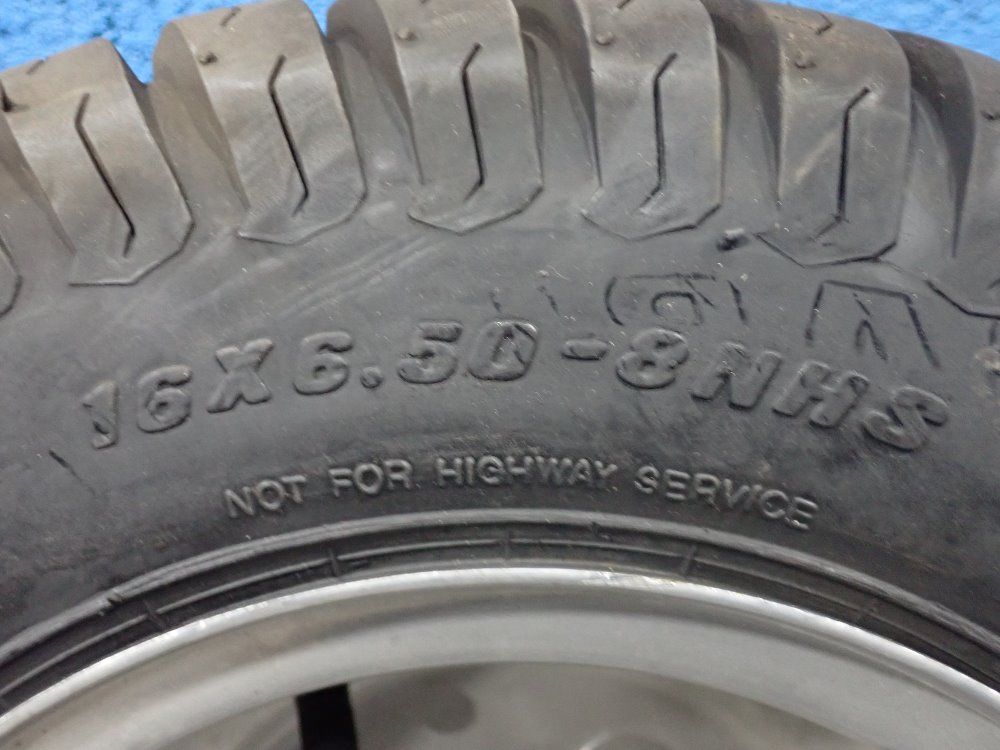 16X6.50-8NHS
NOT FOR HIGHWAY SERVICE